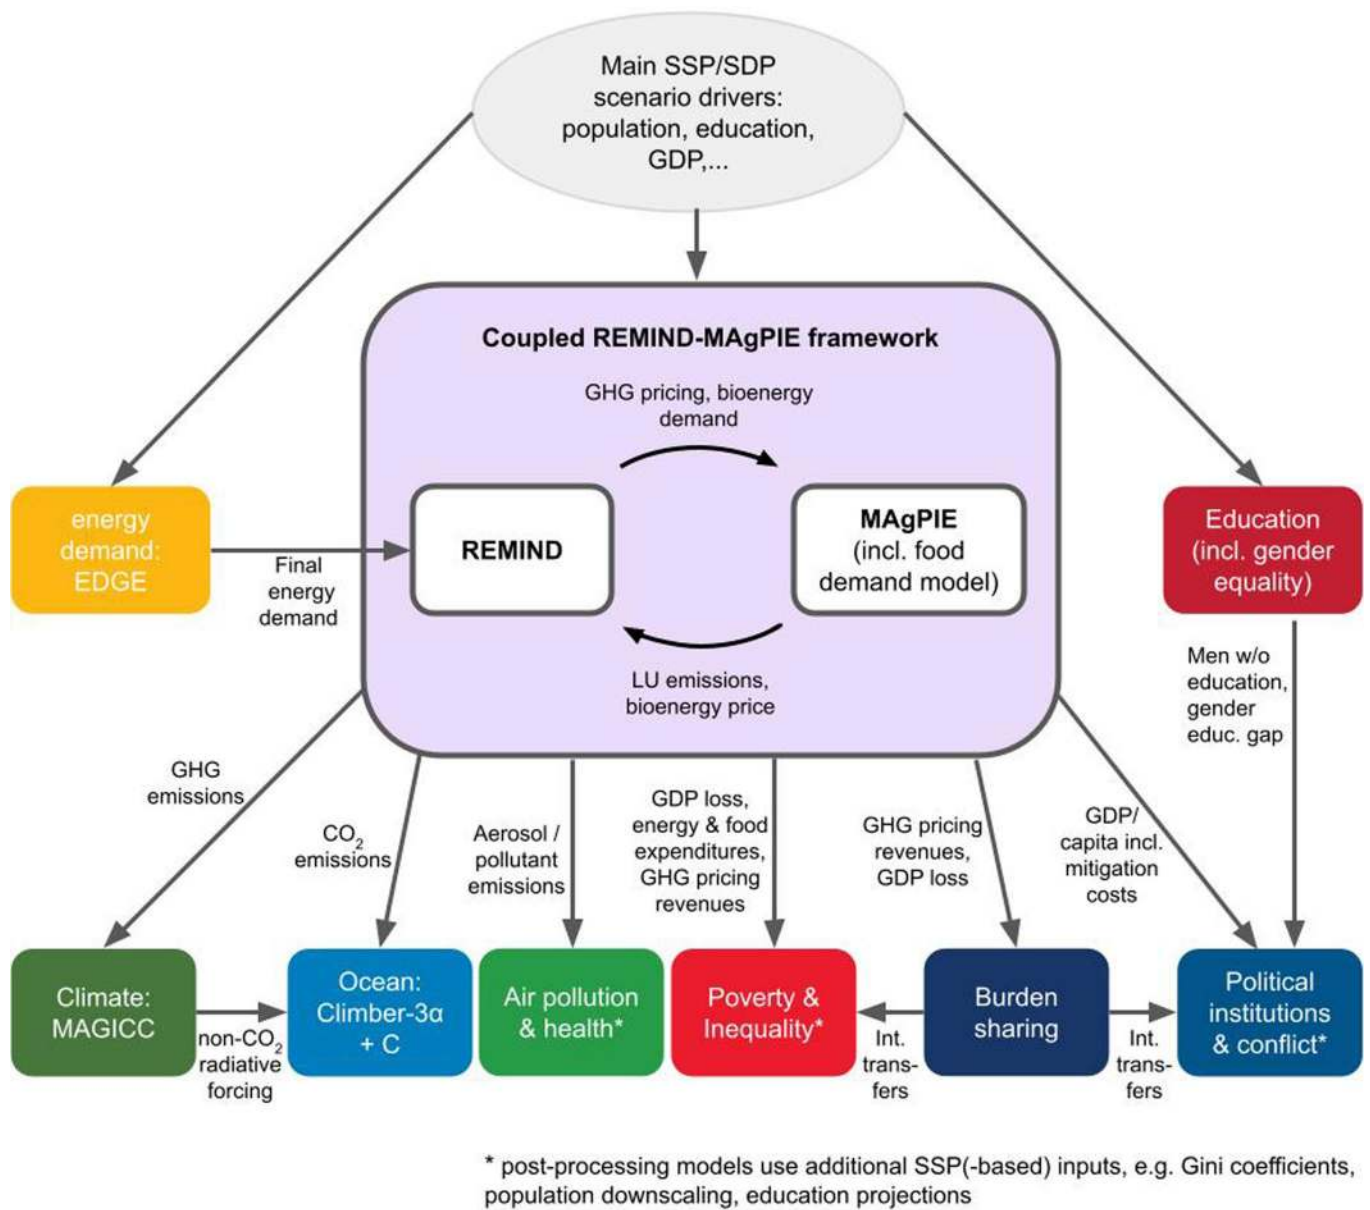 Main SSP/SDP
scenario drivers:
population, education,
GDP,...
Coupled REMIND-MAgPIE framework
GHG pricing, bioenergy
demand
energy
demand:
EDGE
Final
energy
demand
REMIND
MAgPIE
(incl. food
demand model)
Education
(incl. gender
equality)
LU emissions,
bioenergy price
Men w/o
education,
gender
educ. gap
GHG
emissions
CO₂
emissions
Aerosol /
pollutant
emissions
GDP loss,
energy & food
expenditures,
GHG pricing
revenues
GHG pricing
revenues,
GDP loss
GDP/
capita incl.
mitigation
costs
Climate:
MAGICC
non-CO₂
radiative
forcing
Ocean:
Climber-3α
+ C
Air pollution
& health*
Poverty &
Inequality*
Int.
trans-
fers
Burden
sharing
Int.
trans-
fers
Political
institutions
& conflict*
* post-processing models use additional SSP(-based) inputs, e.g. Gini coefficients,
population downscaling, education projections